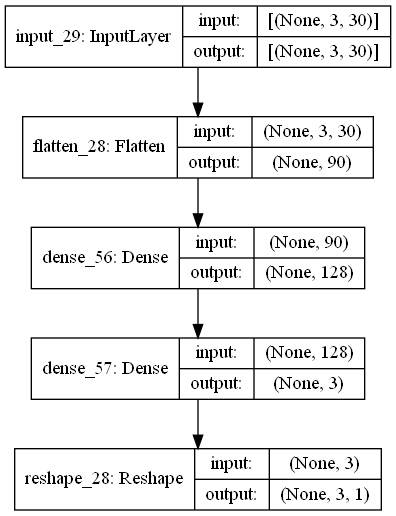 input_29: InputLayer input: [(None, 3, 30)]
output: [(None, 3, 30)]
flatten_28: Flatten input: (None, 3, 30)
output: (None, 90)
dense_56: Dense input: (None, 90)
output: (None, 128)
dense_57: Dense input: (None, 128)
output: (None, 3)
reshape_28: Reshape input: (None, 3)
output: (None, 3, 1)